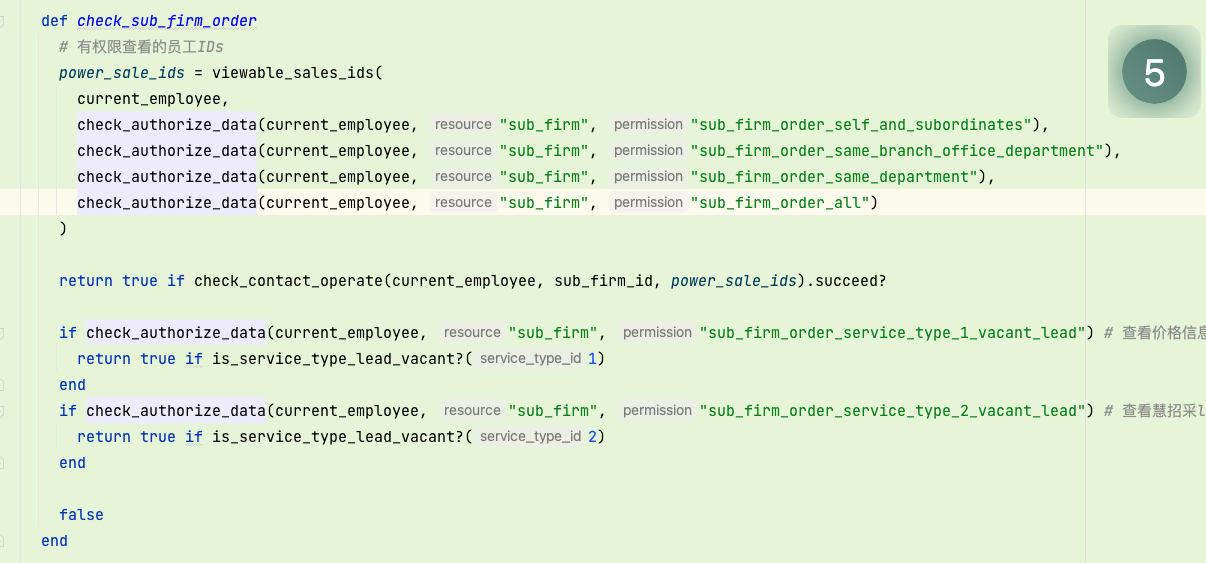 def check_sub_firm_order
# 有权限查看的员工IDs
power_sale_ids = viewable_sales_ids(
current_employee,
check_authorize_data(current_employee, resource "sub_firm", permission "sub_firm_order_self_and_subordinates"),
check_authorize_data(current_employee, resource "sub_firm", permission "sub_firm_order_same_branch_office_department"),
check_authorize_data(current_employee, resource "sub_firm", permission "sub_firm_order_same_department"),
check_authorize_data(current_employee, resource "sub_firm", permission "sub_firm_order_all")
)
return true if check_contact_operate(current_employee, sub_firm_id, power_sale_ids).succeed?
if check_authorize_data(current_employee, resource "sub_firm", permission "sub_firm_order_service_type_1_vacant_lead") # 查看价格信息
return true if is_service_type_lead_vacant?( service_type_id 1)
end
if check_authorize_data(current_employee, resource "sub_firm", permission "sub_firm_order_service_type_2_vacant_lead") # 查看慧招采l
return true if is_service_type_lead_vacant?( service_type_id 2)
end
false
end
5